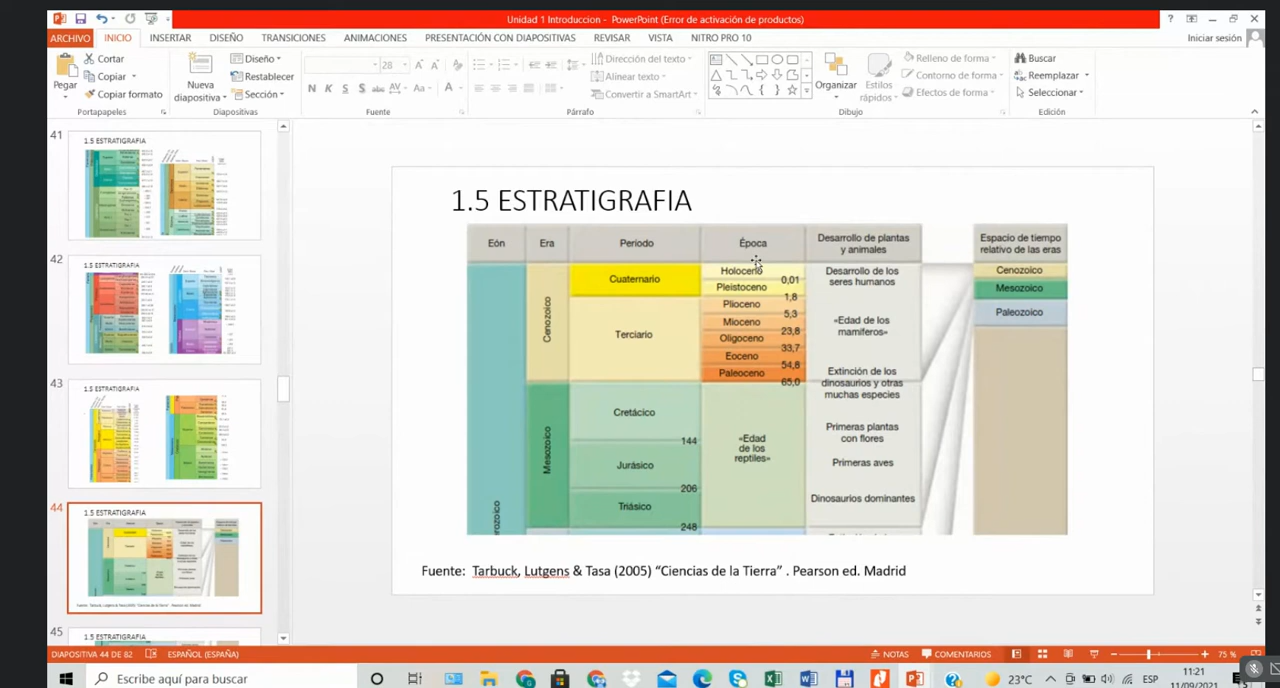 Unidad 1 Introduccion - PowerPoint (Error de activación de productos)
ARCHIVO INICIO INSERTAR DISEÑO TRANSICIONES ANIMACIONES PRESENTACIÓN CON DIAPOSITIVAS REVISAR VISTA NITRO PRO 10 Iniciar sesión
Pegar
Cortar
Copiar
Copiar formato
Portapapeles
Nueva
diapositiva
Diseño
Restablecer
Sección
Diapositivas
28
N K S S abc AV Aa A
Fuente
Dirección del texto
Alinear texto
Convertir a SmartArt
Párrafo
Organizar
Estilos
rápidos
Relleno de forma
Contorno de forma
Efectos de forma
Dibujo
Buscar
Reemplazar
Seleccionar
Edición
41
1.5 ESTRATIGRAFIA
42
1.5 ESTRATIGRAFIA
43
1.5 ESTRATIGRAFIA
44
1.5 ESTRATIGRAFIA
45
1.5 ESTRATIGRAFIA
1.5 ESTRATIGRAFIA
Eón
Era
Periodo
Época
Desarrollo de plantas
y animales
Espacio de tiempo
relativo de las eras
Cenozoico
Cuaternario
Terciario
Holoceno
0,01
Pleistoceno
1,8
Plioceno
5,3
Mioceno
23,8
Oligoceno
33,7
Eoceno
54,8
Paleoceno
65,0
Desarrollo de los
seres humanos
«Edad de los
mamíferos»
Extinción de los
dinosaurios y otras
muchas especies
Mesozoico
Cretácico
144
Jurásico
206
Triásico
248
«Edad
de los
reptiles»
Primeras plantas
con flores
Primeras aves
Dinosaurios dominantes
Cenozoico
Mesozoico
Paleozoico
Fuente: Tarbuck, Lutgens & Tasa (2005) “Ciencias de la Tierra” . Pearson ed. Madrid
DIAPOSITIVA 44 DE 82 ESPAÑOL (ESPAÑA) NOTAS COMENTARIOS 75 %
Escribe aquí para buscar
23°C
ESP
11:21
11/09/2021